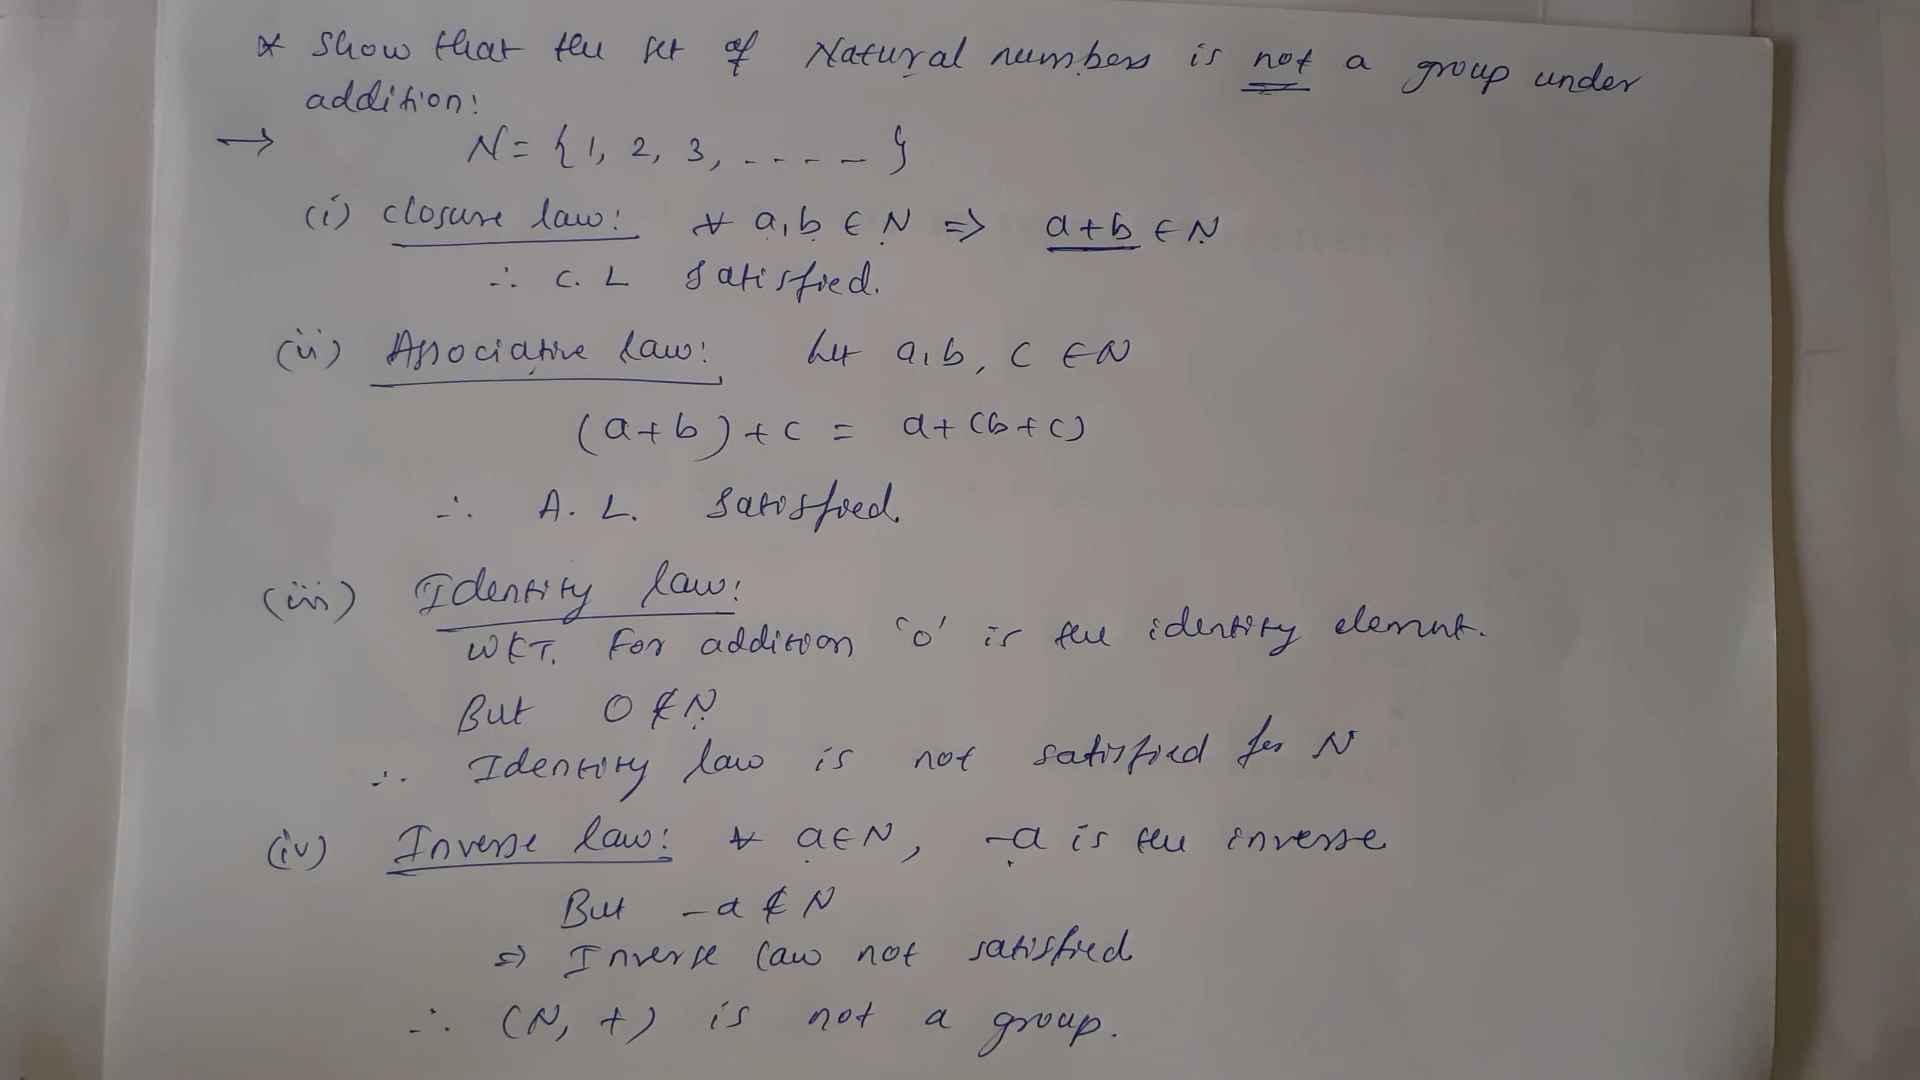 * Show that the set of Natural numbers is not a group under
addition:
→ N = { 1, 2, 3, ----- }
(i) closure law: ∀ a, b ∈ N ⇒ a+b ∈ N
∴ C. L satisfied.
(ii) Associative law: Let a, b, c ∈ N
(a+b)+c = a+(b+c)
∴ A. L. satisfied.
(iii) Identity law:
WKT. For addition 'o' is the identity element.
But 0 ∉ N
∴ Identity law is not satisfied for N
(iv) Inverse law: ∀ a ∈ N, -a is the inverse
But -a ∉ N
⇒ Inverse law not satisfied
∴ (N, +) is not a group.